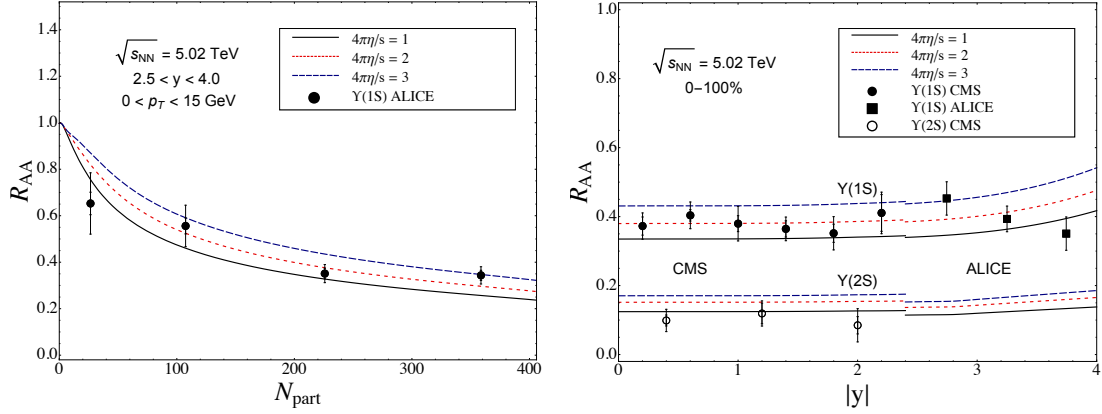 √sNN = 5.02 TeV
2.5 < y < 4.0
0 < pT < 15 GeV
4πη/s = 1
4πη/s = 2
4πη/s = 3
Υ(1S) ALICE
1.4
1.2
1.0
0.8
0.6
0.4
0.2
0.0
RAA
0 100 200 300 400
Npart
√sNN = 5.02 TeV
0-100%
4πη/s = 1
4πη/s = 2
4πη/s = 3
Υ(1S) CMS
Υ(1S) ALICE
Υ(2S) CMS
1.0
0.8
0.6
0.4
0.2
0.0
RAA
Υ(1S)
CMS
ALICE
Υ(2S)
0 1 2 3 4
|y|